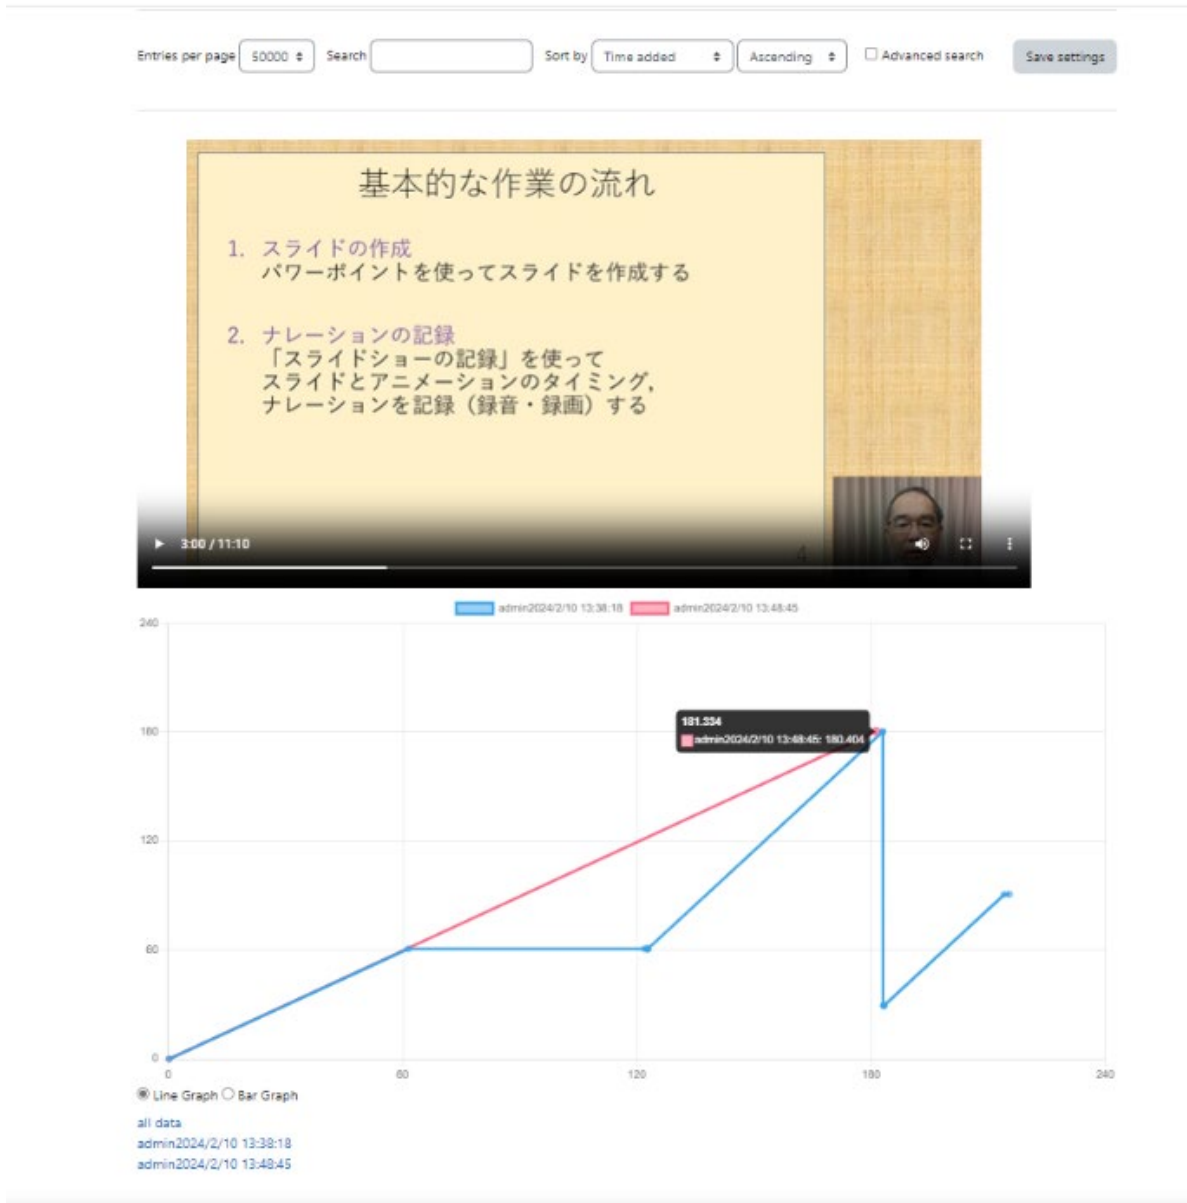 Entries per page 50000 Search Sort by Time added Ascending Advanced search Save settings
基本的な作業の流れ
1. スライドの作成
パワーポイントを使ってスライドを作成する
2. ナレーションの記録
「スライドショーの記録」を使って
スライドとアニメーションのタイミング,
ナレーションを記録（録音・録画）する
4
3:00 / 11:10
admin2024/2/10 13:38:18 admin2024/2/10 13:48:45
240
181.334
180
admin2024/2/10 13:48:45: 180.404
120
60
0
0 60 120 180 240
Line Graph Bar Graph
all data
admin2024/2/10 13:38:18
admin2024/2/10 13:48:45